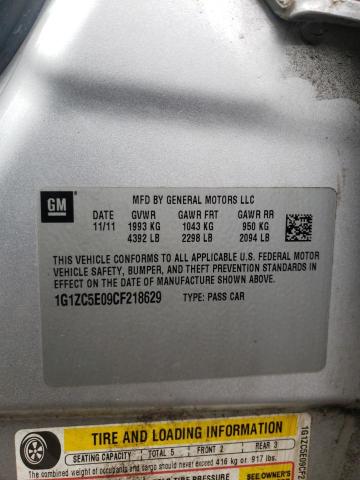 GM
MFD BY GENERAL MOTORS LLC
DATE GVWR GAWR FRT GAWR RR
11/11 1993 KG 1043 KG 950 KG
4392 LB 2298 LB 2094 LB
THIS VEHICLE CONFORMS TO ALL APPLICABLE U.S. FEDERAL MOTOR
VEHICLE SAFETY, BUMPER, AND THEFT PREVENTION STANDARDS IN
EFFECT ON THE DATE OF MANUFACTURE SHOWN ABOVE.
1G1ZC5E09CF218629 TYPE: PASS CAR
TIRE AND LOADING INFORMATION
SEATING CAPACITY TOTAL 5 FRONT 2 REAR 3
The combined weight of
occupants and cargo should never exceed 416 kg or 917 lbs.
SEE OWNER'S
1G1ZC5E09CF2